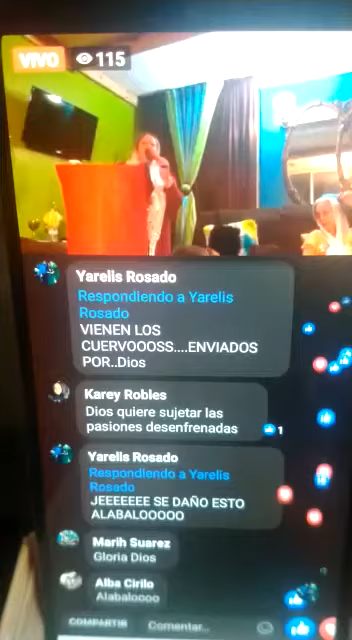 VIVO 115
Yarelis Rosado
Respondiendo a Yarelis
Rosado
VIENEN LOS
CUERVOOOSS....ENVIADOS
POR..Dios
Karey Robles
Dios quiere sujetar las
pasiones desenfrenadas
1
Yarelis Rosado
Respondiendo a Yarelis
Rosado
JEEEEEEE SE DAÑO ESTO
ALABALOOOOO
Marih Suarez
Gloria Dios
Alba Cirilo
Alabaloooo
COMPARTIR Comentar...